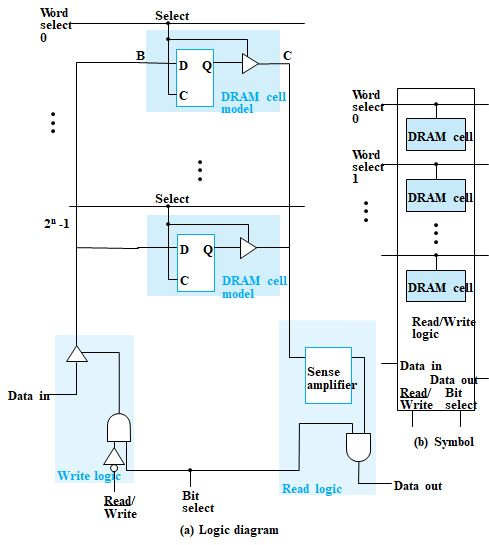 Word
select
0
Select
B
C
D Q
C
DRAM cell
model
2ⁿ -1
Select
D Q
C
DRAM cell
model
Data in
Write logic
Read/
Write
Bit
select
Sense
amplifier
Read logic
Data out
(a) Logic diagram
Word
select
0
DRAM cell
Word
select
1
DRAM cell
DRAM cell
Read/Write
logic
Data in
Data out
Read/
Write
Bit
select
(b) Symbol